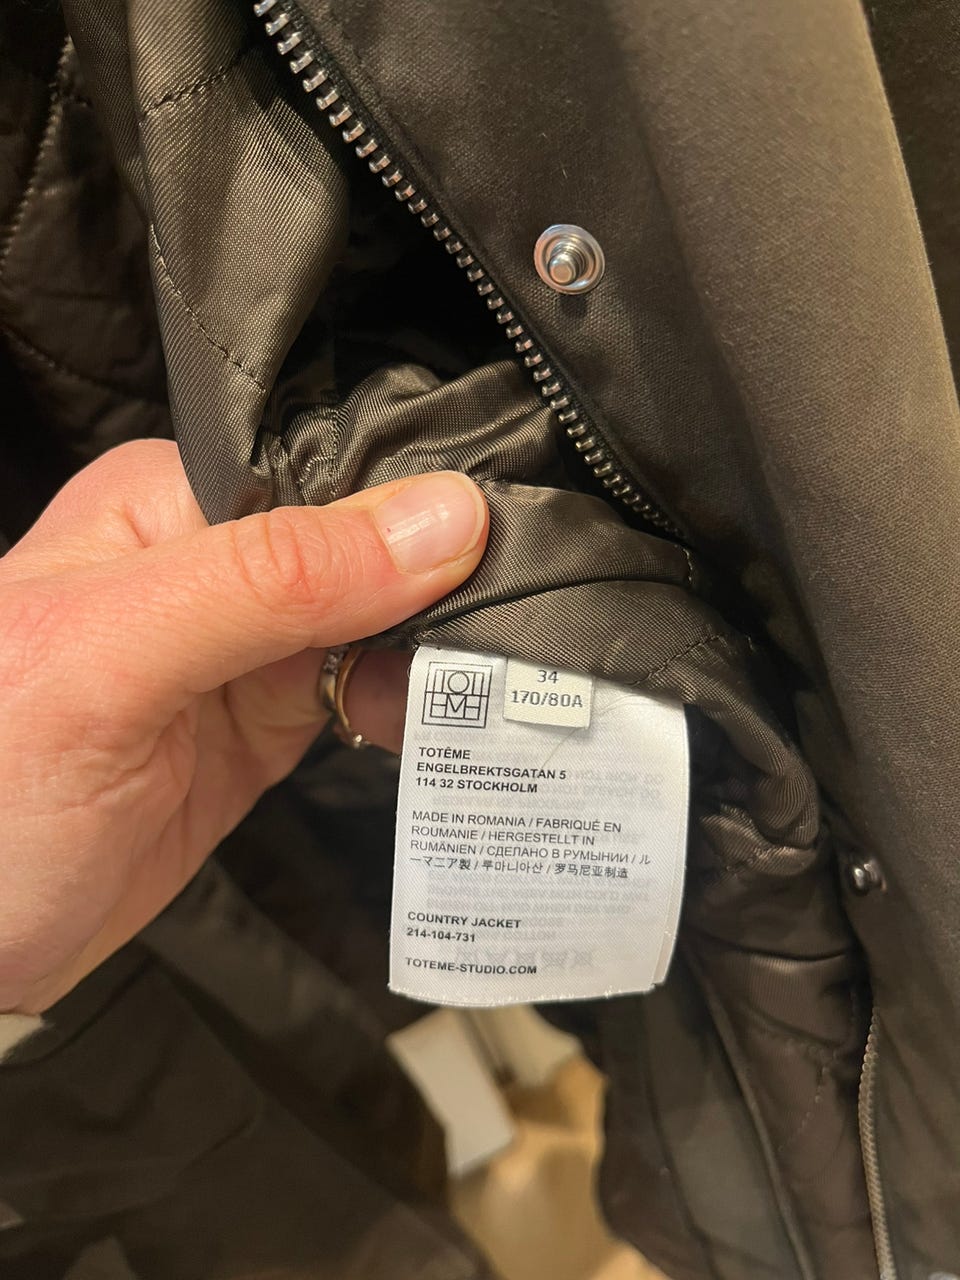 TOTEME
34
170/80A
TOTÊME
ENGELBREKTSGATAN 5
114 32 STOCKHOLM
MADE IN ROMANIA / FABRIQUÉ EN
ROUMANIE / HERGESTELLT IN
RUMÄNIEN / СДЕЛАНО В РУМЫНИИ / ル
ーマニア製 / 루마니아산 / 罗马尼亚制造
COUNTRY JACKET
214-104-731
TOTEME-STUDIO.COM